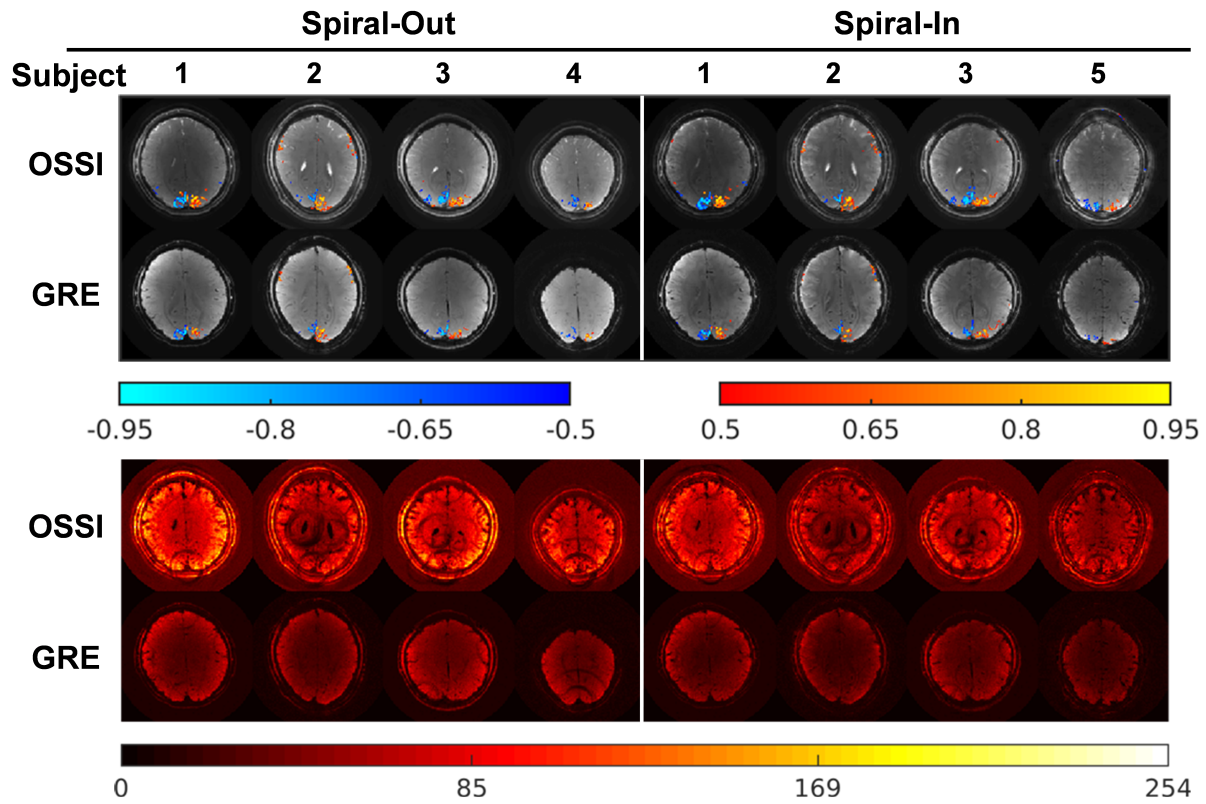 Spiral-Out Spiral-In
Subject 1 2 3 4 1 2 3 5
OSSI
GRE
-0.95 -0.8 -0.65 -0.5 0.5 0.65 0.8 0.95
OSSI
GRE
0 85 169 254